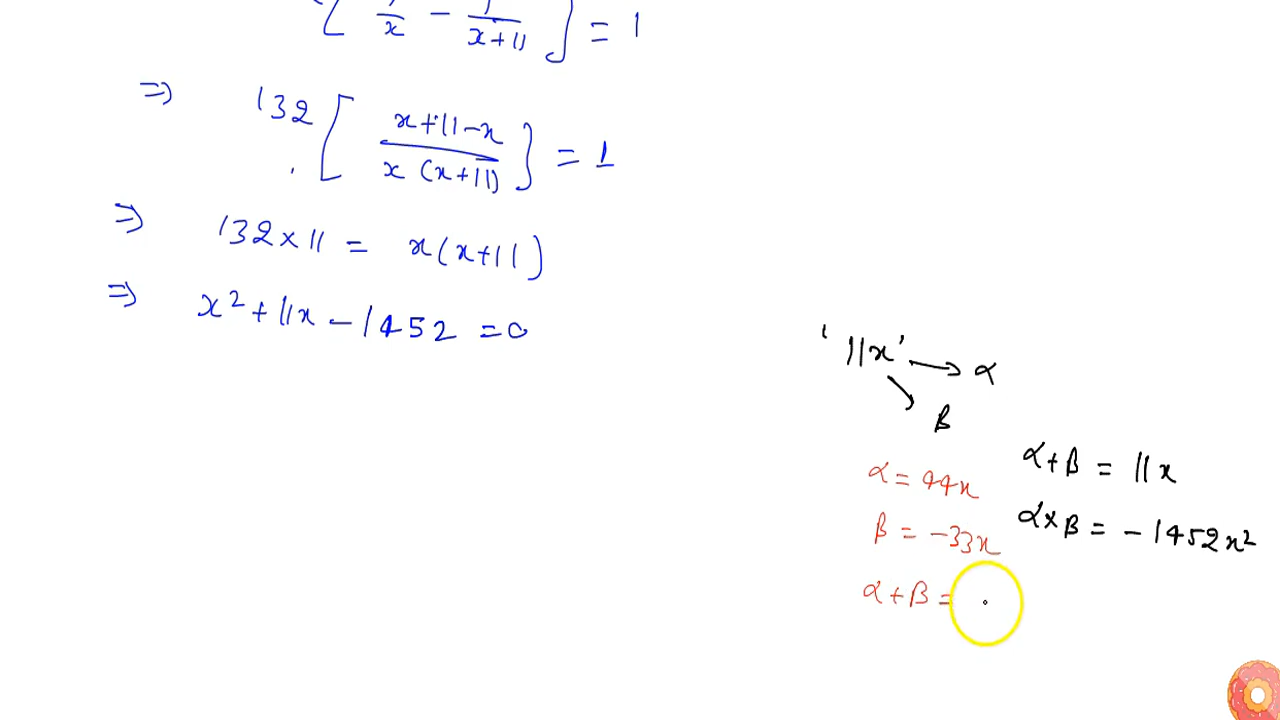 [ 1/x - 1/x+11 ] = 1
⇒ 132 [ x+11-x / x (x+11) ] = 1
⇒ 132 × 11 = x(x+11)
⇒ x² + 11x - 1452 = 0
'11x' → α
↘ β
α+β = 11x
α = 44x
α×β = -1452x²
β = -33x
α+β =